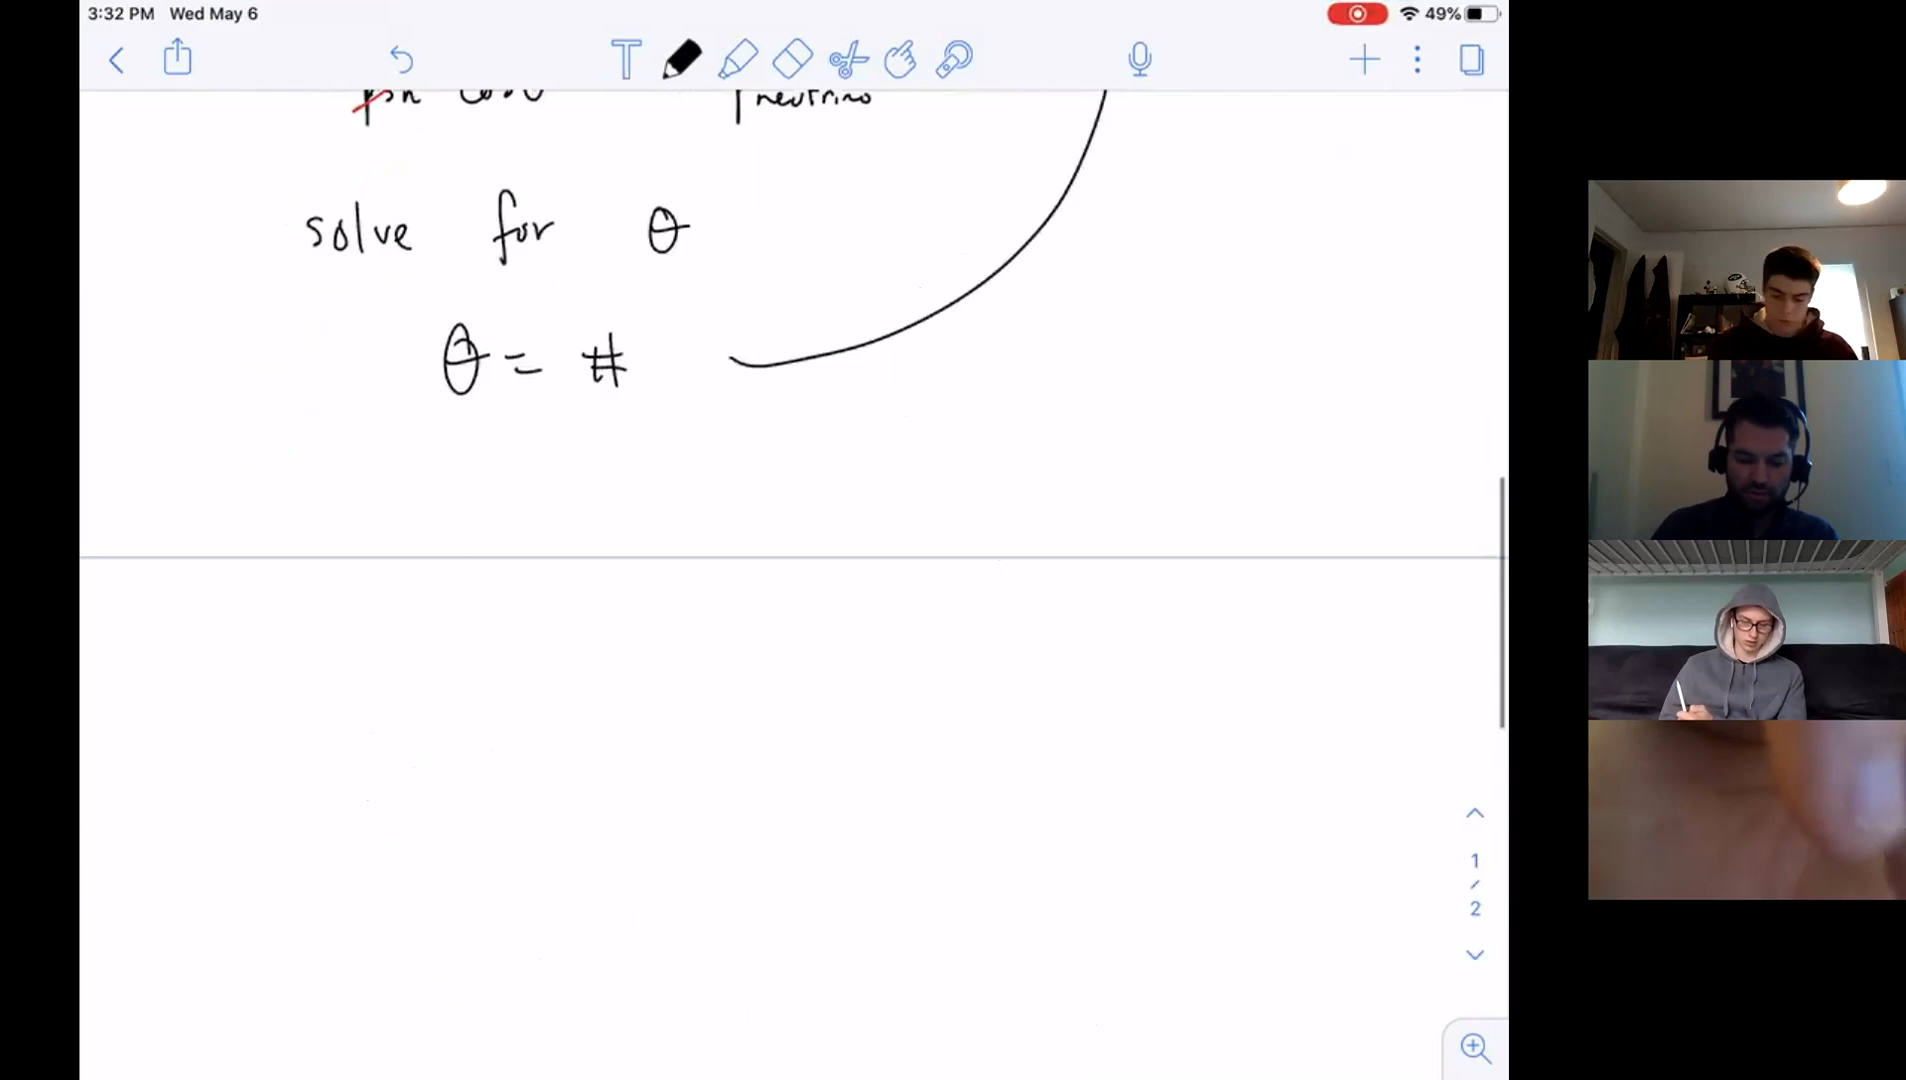 3:32 PM Wed May 6
49%
T
neutrino
solve for θ
θ = #
1
/
2